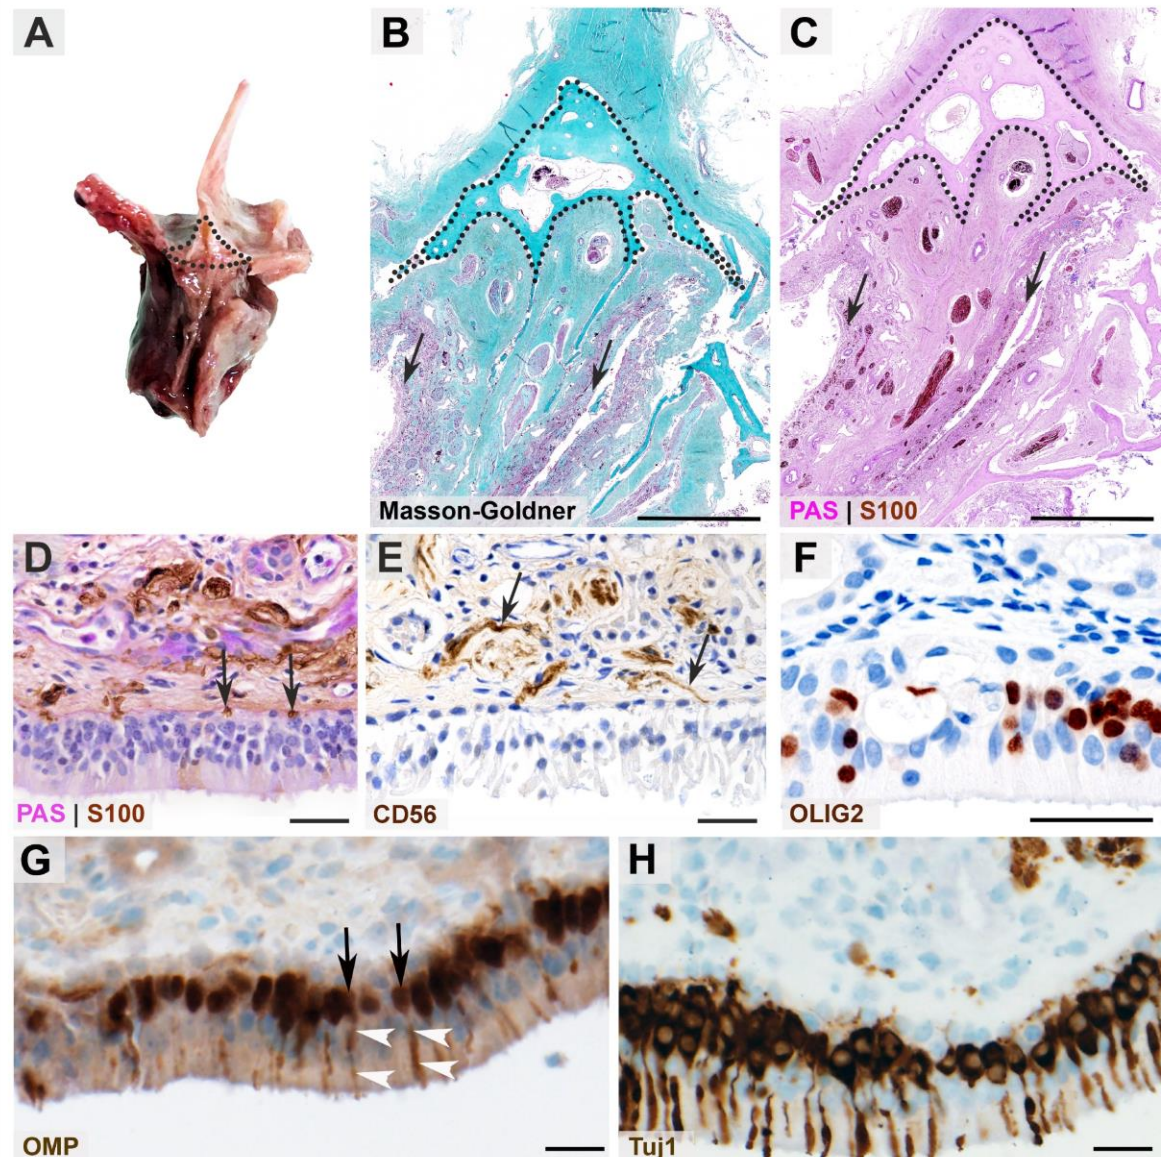 A
B
C
Masson-Goldner
PAS | S100
D
E
F
PAS | S100
CD56
OLIG2
G
H
OMP
Tuj1